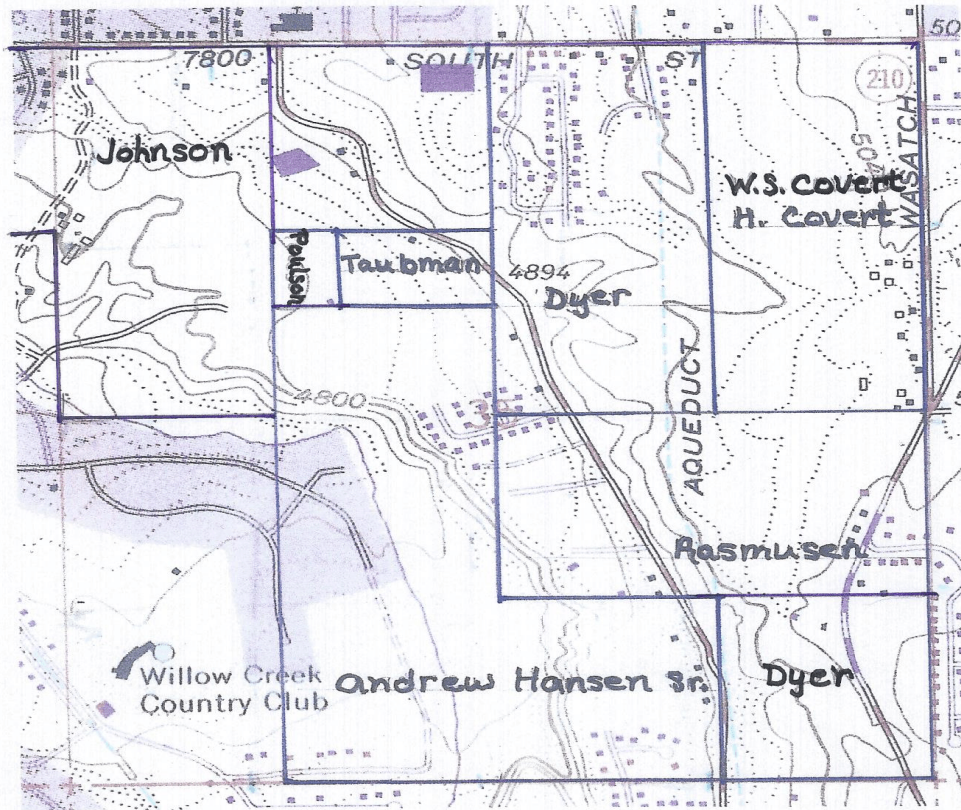 50
7800 SOUTH ST
210
WASATCH
Johnson
W.S. Covert
H. Covert
Poulson
Taubman
4894
Dyer
4800
AQUEDUCT
Rasmusen
Willow Creek
Country Club
Andrew Hansen Sr.
Dyer